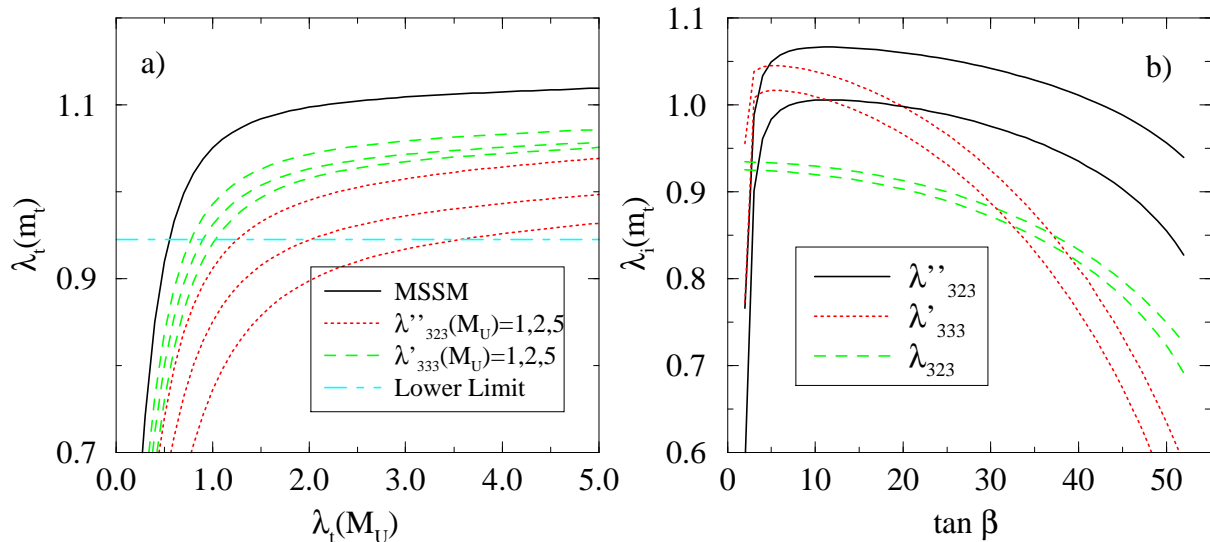 a)
λt(mt)
1.1
0.9
0.7
0.0 1.0 2.0 3.0 4.0 5.0
λt(MU)
MSSM
λ’’323(MU)=1,2,5
λ’333(MU)=1,2,5
Lower Limit
b)
λi(mt)
1.1
1.0
0.9
0.8
0.7
0.6
0 10 20 30 40 50
tan β
λ’’323
λ’333
λ323